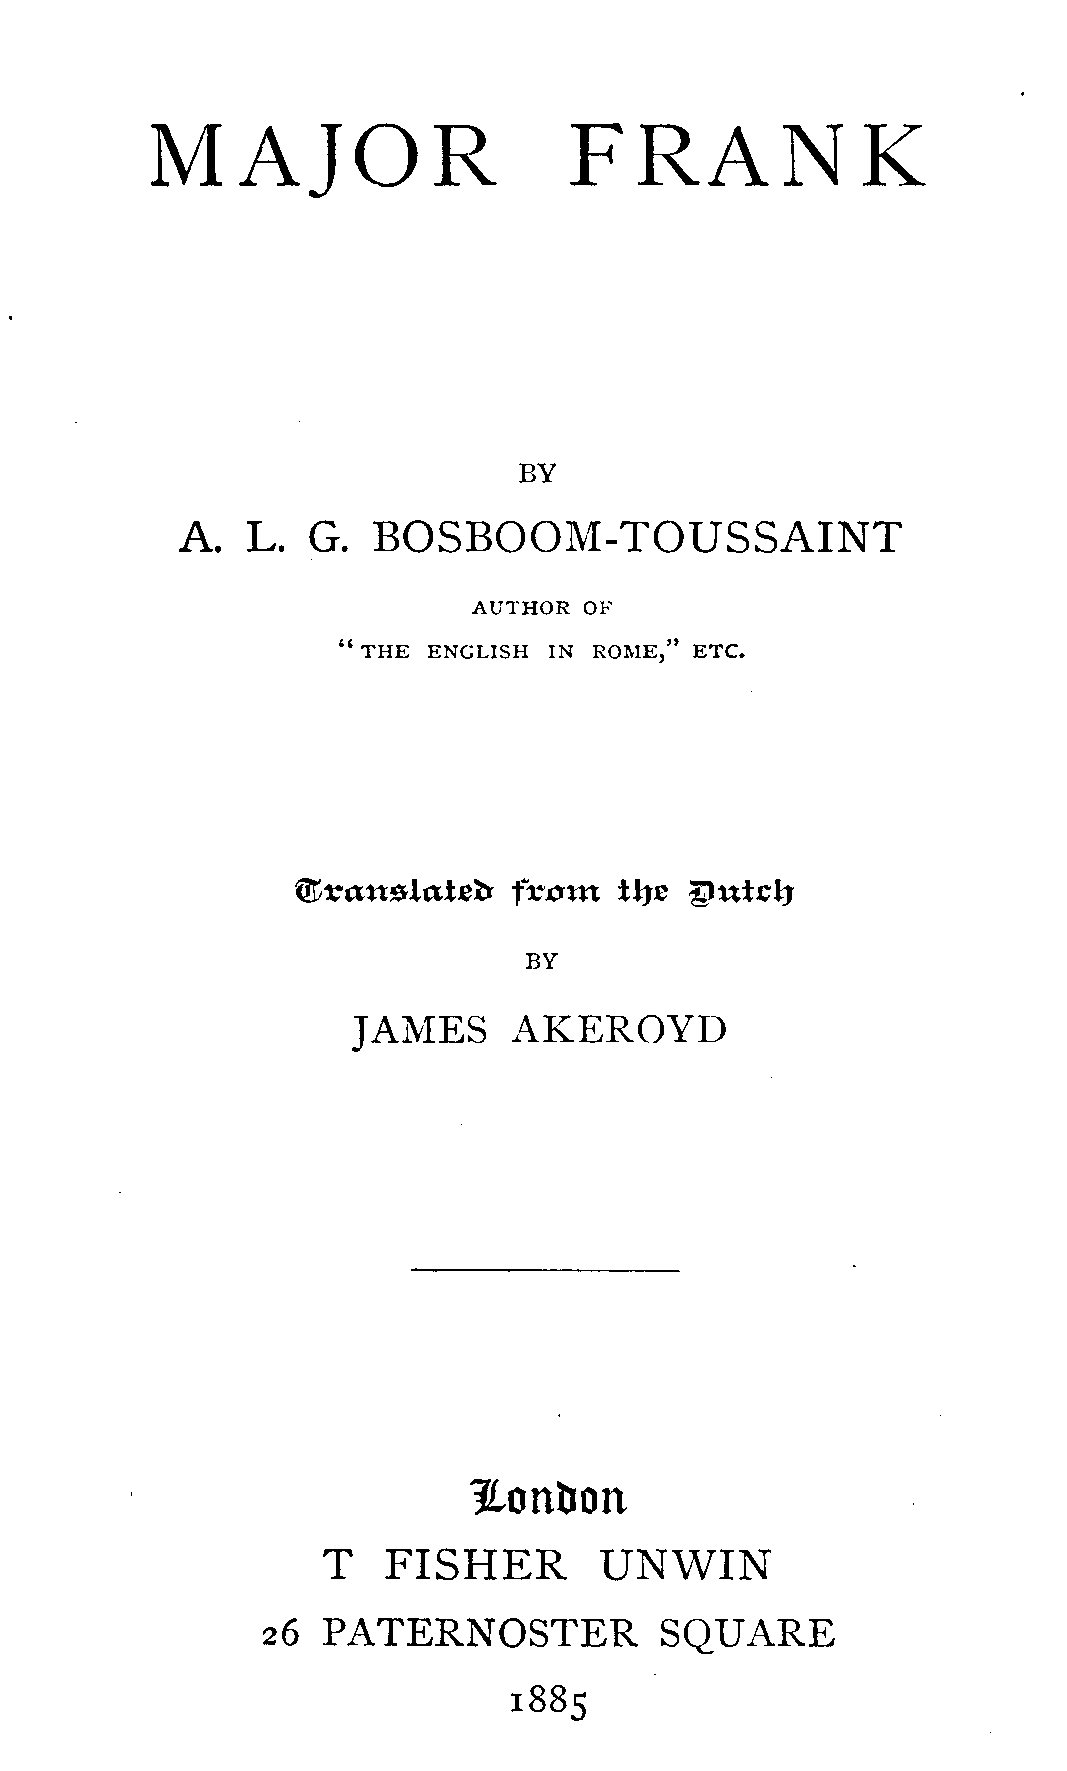 MAJOR FRANK
BY
A. L. G. BOSBOOM-TOUSSAINT
AUTHOR OF
“THE ENGLISH IN ROME,” ETC.
Translated from the Dutch
BY
JAMES AKEROYD
London
T FISHER UNWIN
26 PATERNOSTER SQUARE
1885